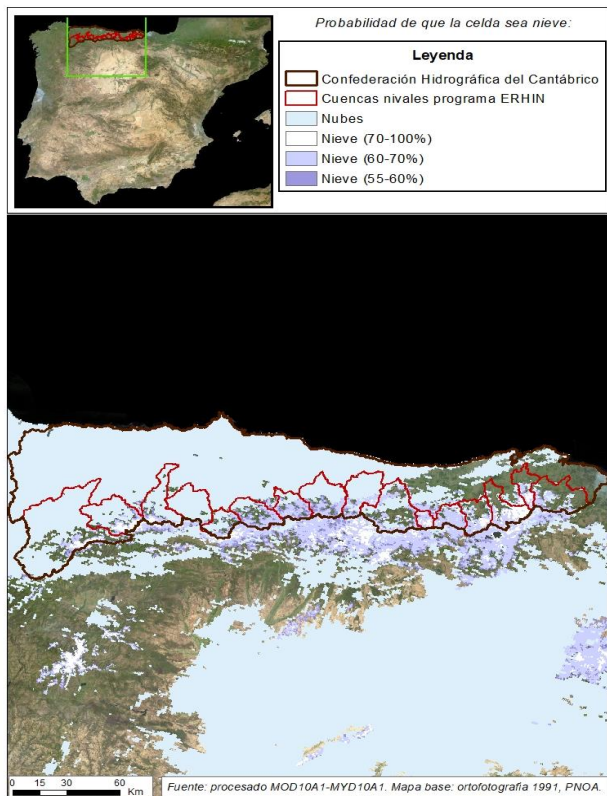 Probabilidad de que la celda sea nieve:
Leyenda
Confederación Hidrográfica del Cantábrico
Cuencas nivales programa ERHIN
Nubes
Nieve (70-100%)
Nieve (60-70%)
Nieve (55-60%)
0 15 30 60
Km
Fuente: procesado MOD10A1-MYD10A1. Mapa base: ortofotografia 1991, PNOA.